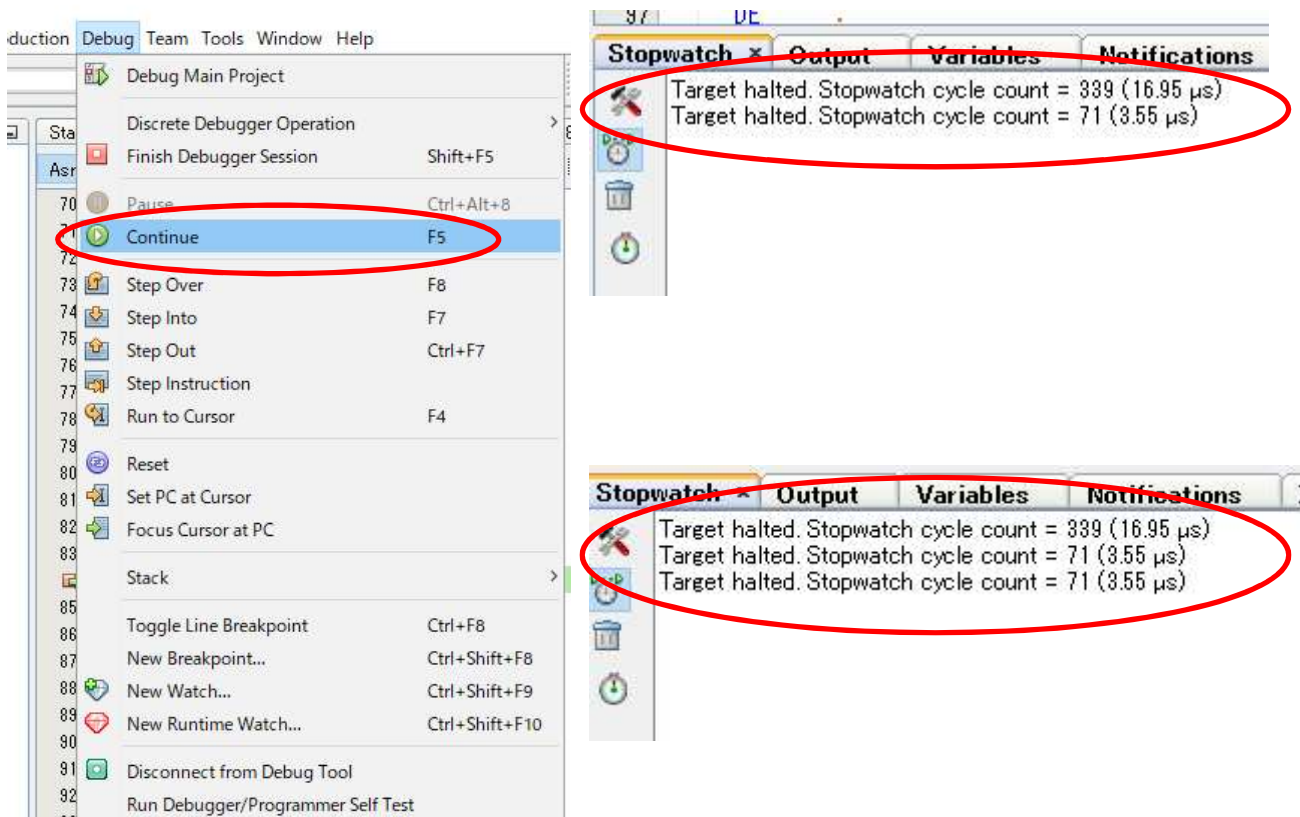 duction Debug Team Tools Window Help
Debug Main Project
Sta
Discrete Debugger Operation >
Finish Debugger Session Shift+F5
Asr
70 Pause Ctrl+Alt+8
71 Continue F5
72
73 Step Over F8
74 Step Into F7
75
76 Step Out Ctrl+F7
77 Step Instruction
78 Run to Cursor F4
79
80 Reset
81 Set PC at Cursor
82 Focus Cursor at PC
83
Stack >
85 Toggle Line Breakpoint Ctrl+F8
86
87 New Breakpoint... Ctrl+Shift+F8
88 New Watch... Ctrl+Shift+F9
89 New Runtime Watch... Ctrl+Shift+F10
90
91 Disconnect from Debug Tool
92 Run Debugger/Programmer Self Test
97 DE
Stopwatch × Output Variables Notifications
Target halted. Stopwatch cycle count = 339 (16.95 μs)
Target halted. Stopwatch cycle count = 71 (3.55 μs)
Stopwatch × Output Variables Notifications
Target halted. Stopwatch cycle count = 339 (16.95 μs)
Target halted. Stopwatch cycle count = 71 (3.55 μs)
Target halted. Stopwatch cycle count = 71 (3.55 μs)